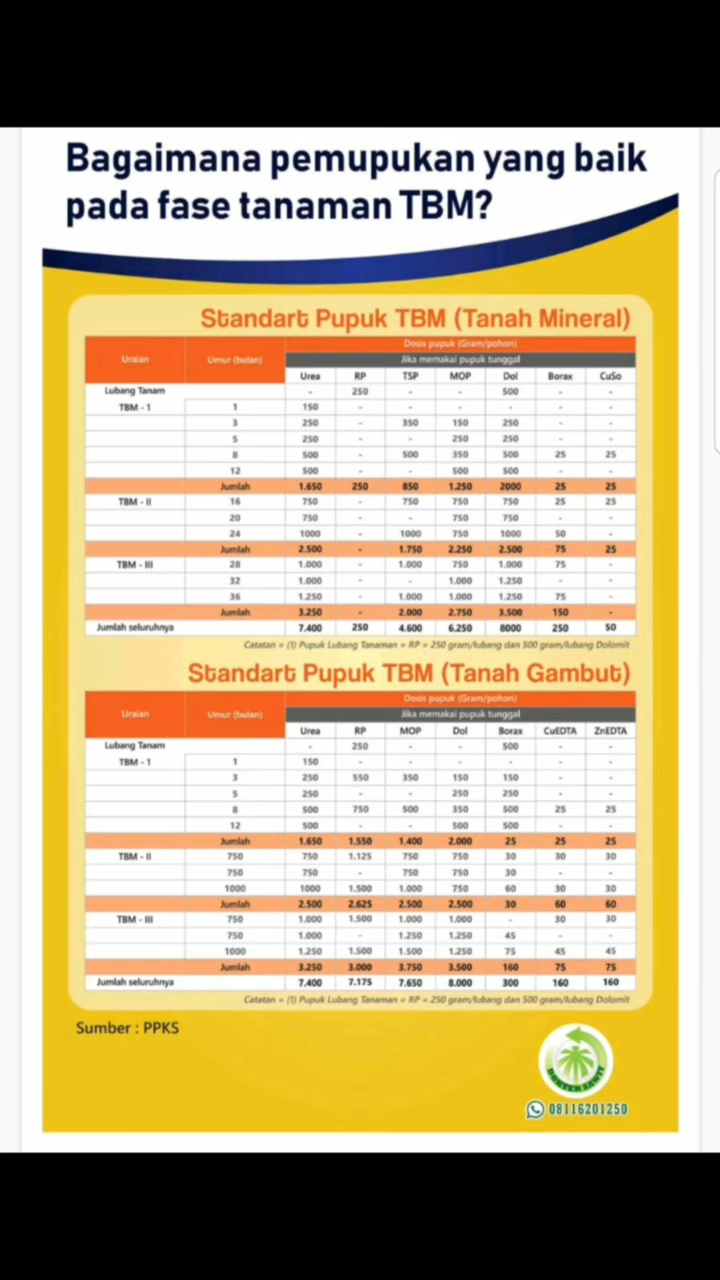 Bagaimana pemupukan yang baik
pada fase tanaman TBM?
Standart Pupuk TBM (Tanah Mineral)
Uraian Umur (bulan) Dosis pupuk (Gram/pohon)
Jika memakai pupuk tunggal
Urea RP TSP MOP Dol Borax CuSo
Lubang Tanam - 250 - - 500 - -
TBM - 1 1 150 - - - - - -
3 250 - 350 150 250 - -
5 250 - - 250 250 - -
8 500 - 500 350 500 25 25
12 500 - - 500 500 - -
Jumlah 1.650 250 850 1.250 2000 25 25
TBM - II 16 750 - 750 750 750 25 25
20 750 - - 750 750 - -
24 1000 - 1000 750 1000 50 -
Jumlah 2.500 - 1.750 2.250 2.500 75 25
TBM - III 28 1.000 - 1.000 750 1.000 75 -
32 1.000 - - 1.000 1.250 - -
36 1.250 - 1.000 1.000 1.250 75 -
Jumlah 3.250 - 2.000 2.750 3.500 150 -
Jumlah seluruhnya 7.400 250 4.600 6.250 8000 250 50
Catatan = (1) Pupuk Lubang Tanaman = RP = 250 gram/lubang dan 500 gram/lubang Dolomit
Standart Pupuk TBM (Tanah Gambut)
Uraian Umur (bulan) Dosis pupuk (Gram/pohon)
Jika memakai pupuk tunggal
Urea RP MOP Dol Borax CuEDTA ZnEDTA
Lubang Tanam - 250 - - 500 - -
TBM - 1 1 150 - - - - - -
3 250 550 350 150 150 - -
5 250 - - 250 250 - -
8 500 750 500 350 500 25 25
12 500 - - 500 500 - -
Jumlah 1.650 1.550 1.400 2.000 25 25 25
TBM - II 750 750 1.125 750 750 30 30 30
750 750 - 750 750 30 - -
1000 1000 1.500 1.000 750 60 30 30
Jumlah 2.500 2.625 2.500 2.500 30 60 60
TBM - III 750 1.000 1.500 1.000 1.000 - 30 30
750 1.000 - 1.250 1.250 45 - -
1000 1.250 1.500 1.500 1.250 75 45 45
Jumlah 3.250 3.000 3.750 3.500 160 75 75
Jumlah seluruhnya 7.400 7.175 7.650 8.000 300 160 160
Catatan = (1) Pupuk Lubang Tanaman = RP = 250 gram/lubang dan 500 gram/lubang Dolomit
Sumber : PPKS
DOKTER SAWIT
08116201250